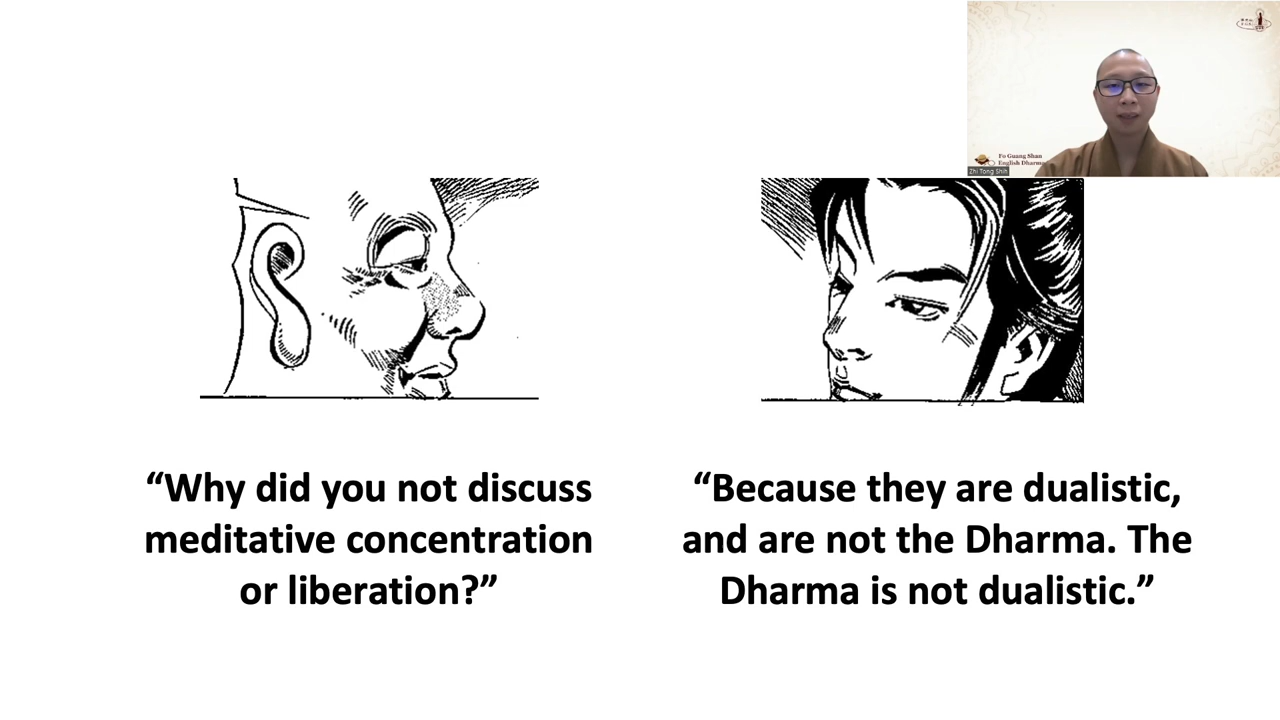 Fo Guang Shan
English Dharma
Zhi Tong Shih
“Why did you not discuss
meditative concentration
or liberation?”
“Because they are dualistic,
and are not the Dharma. The
Dharma is not dualistic.”